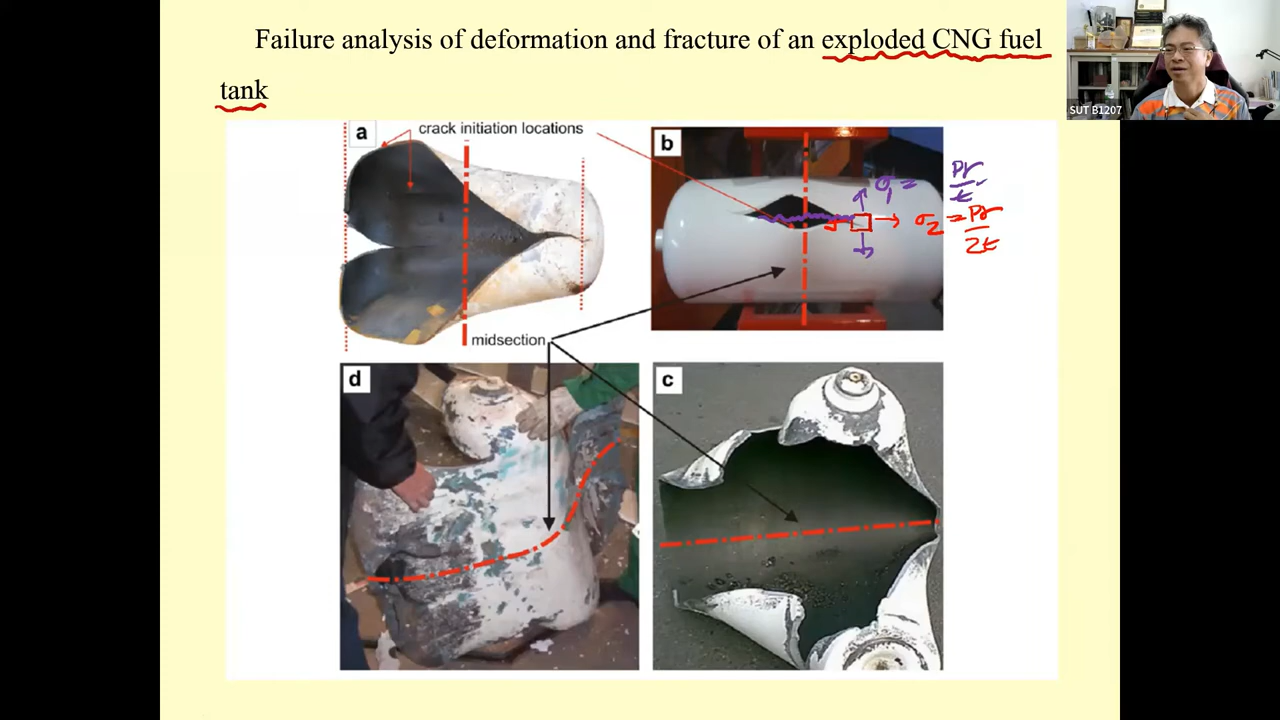 Failure analysis of deformation and fracture of an exploded CNG fuel
tank
SUT B1207
a
crack initiation locations
b
σ1 =
Pr
t
σ2 = Pr
2t
midsection
d
c